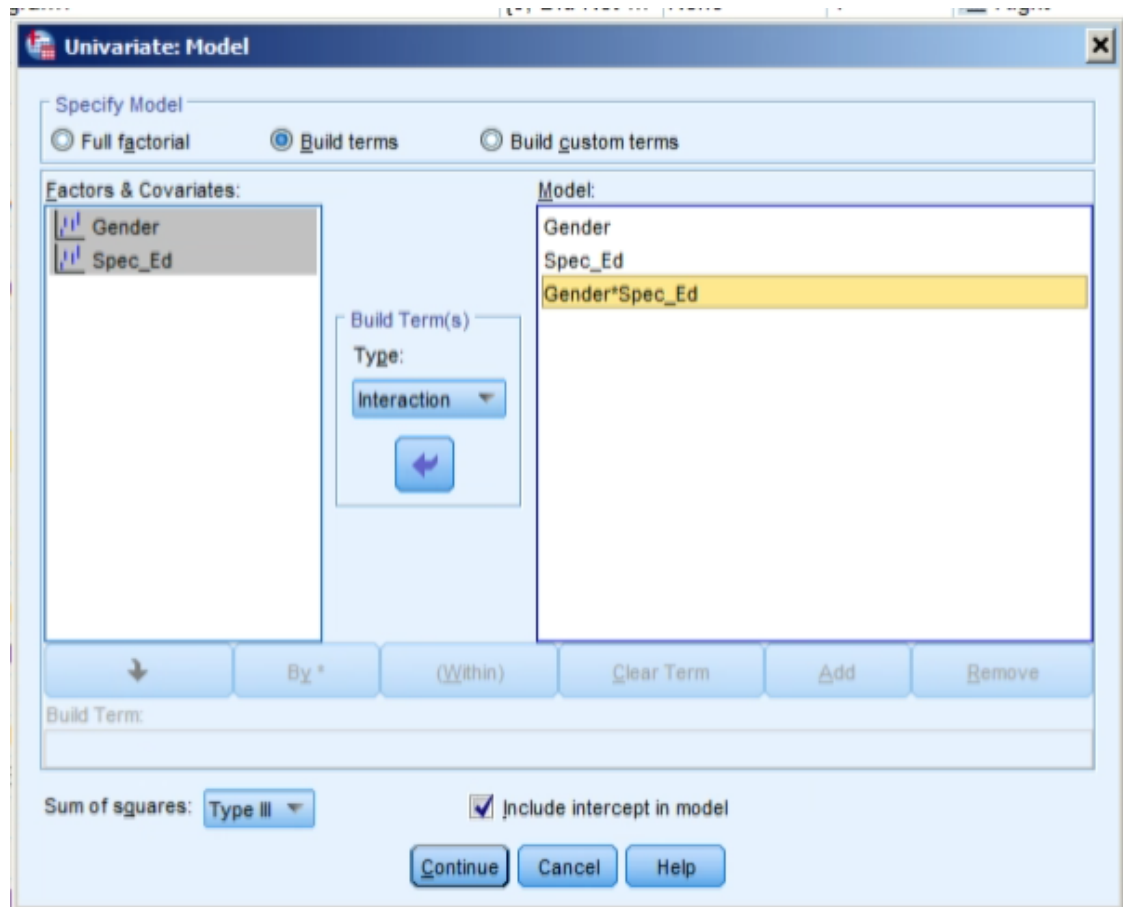 Univariate: Model
Specify Model
Full factorial Build terms Build custom terms
Factors & Covariates: Model:
Gender Gender
Spec_Ed Spec_Ed
Gender*Spec_Ed
Build Term(s)
Type:
Interaction
By * (Within) Clear Term Add Remove
Build Term:
Sum of squares: Type III Include intercept in model
Continue Cancel Help